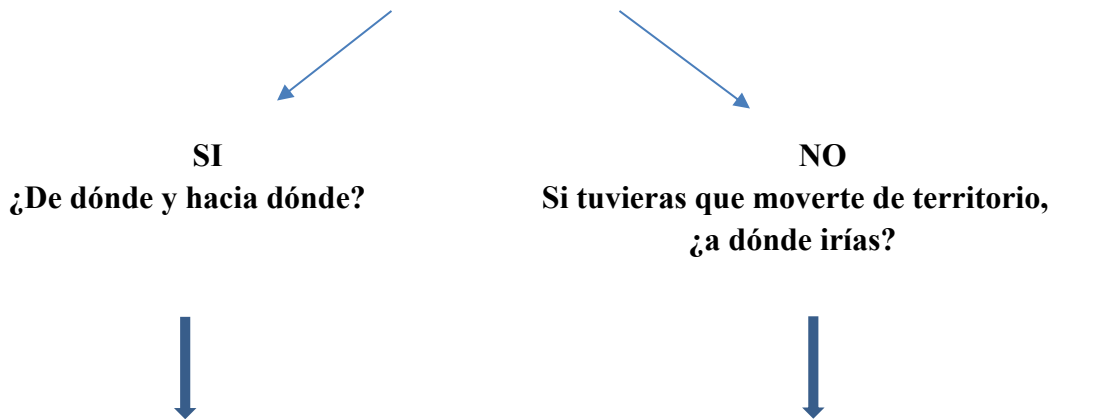 SI
¿De dónde y hacia dónde?
NO
Si tuvieras que moverte de territorio,
¿a dónde irías?